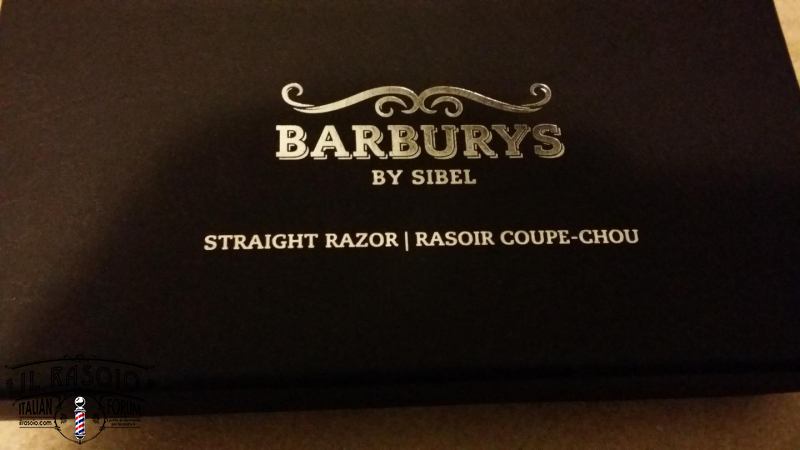 BARBURYS
BY SIBEL
STRAIGHT RAZOR | RASOIR COUPE-CHOU
IL RASOIO
ITALIAN FORUM
ilrasoio.com